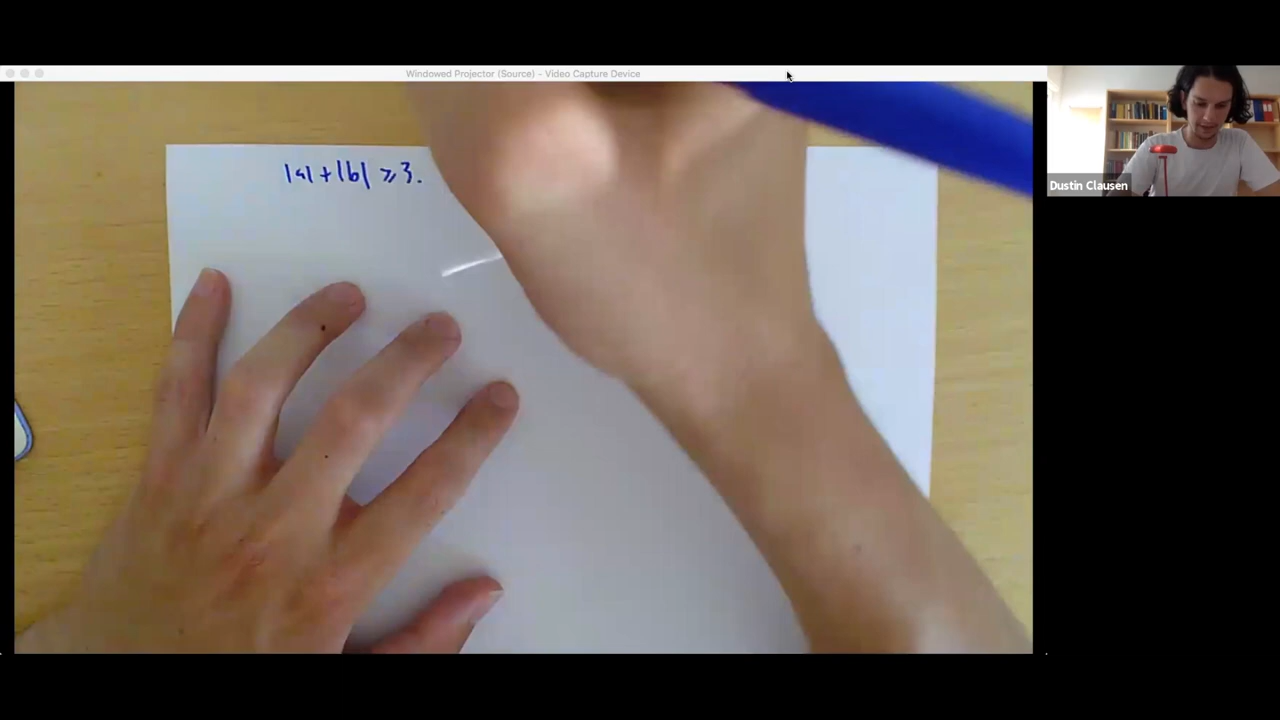 Windowed Projector (Source) - Video Capture Device
|a| + |b| ⩾ 3.
Dustin Clausen